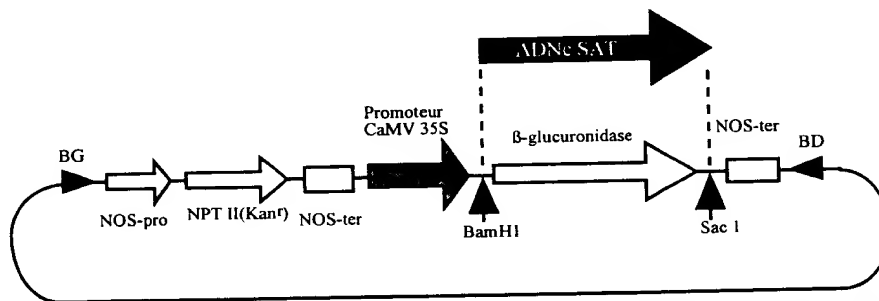 ADNc SAT
Promoteur
CaMV 35S
ß-glucuronidase
NOS-ter
BG
BD
NOS-pro
NPT II(Kanr)
NOS-ter
BamH1
Sac 1